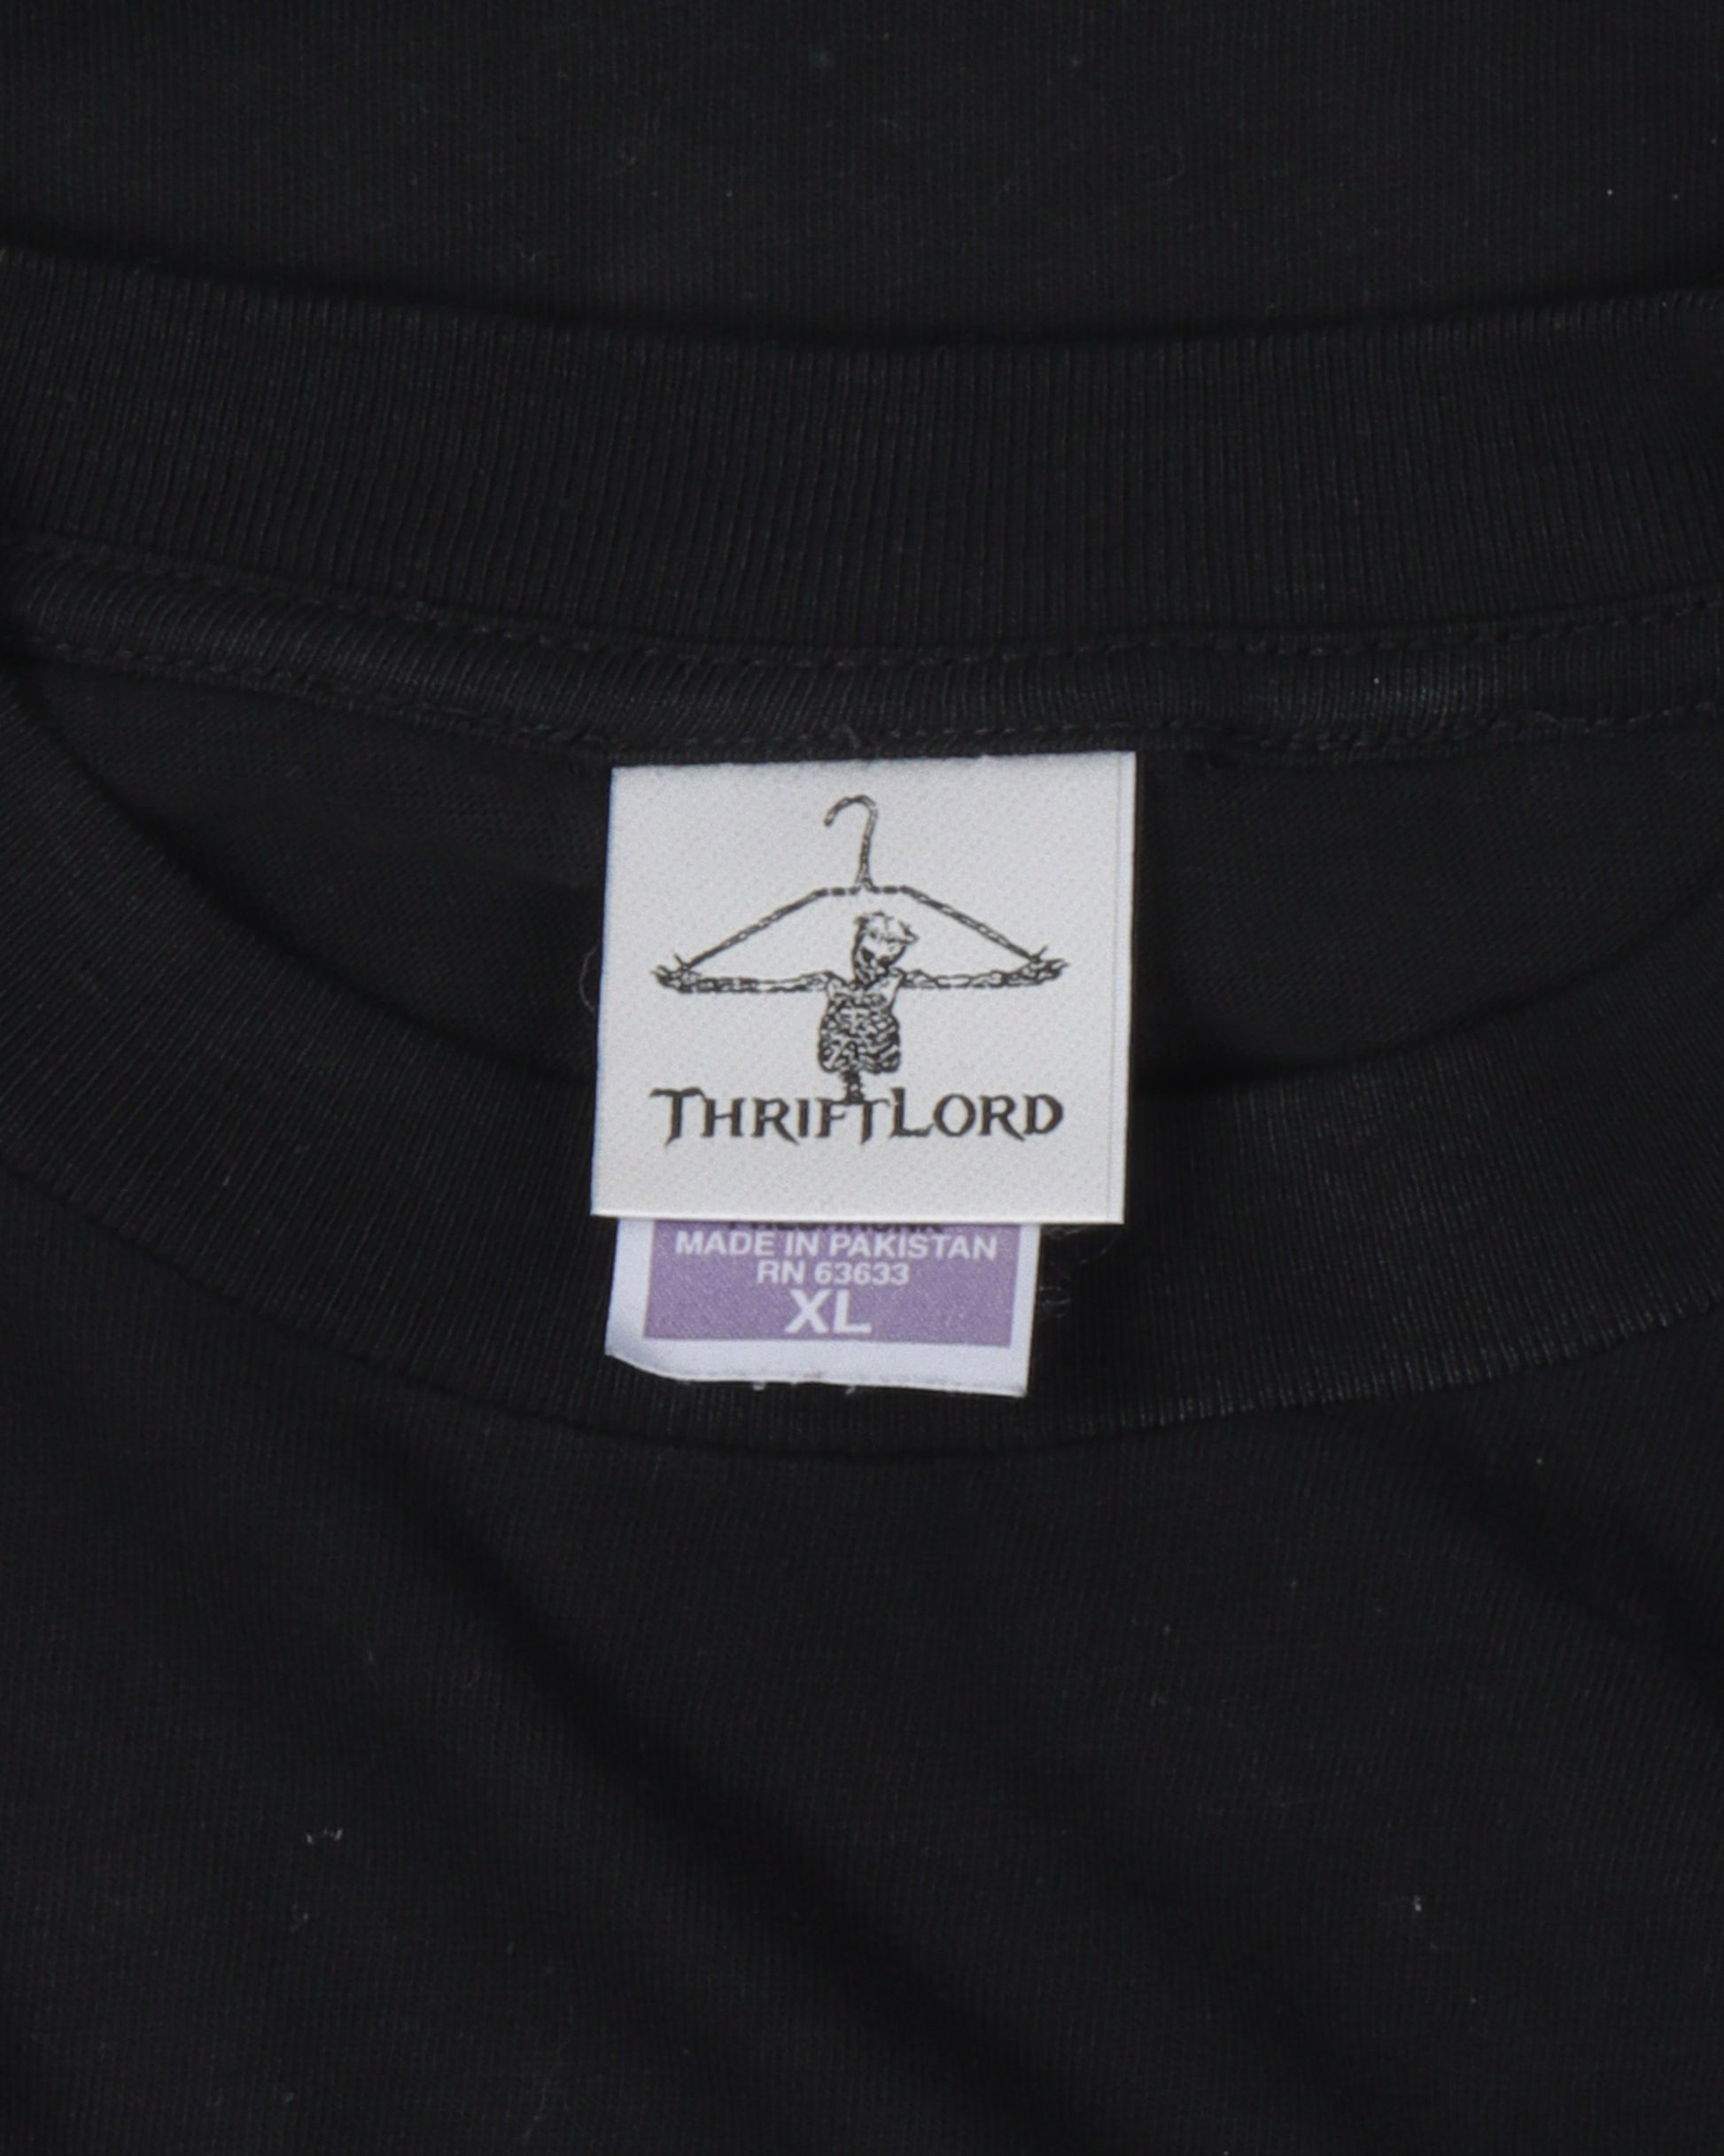 THRIFTLORD
MADE IN PAKISTAN
RN 63633
XL